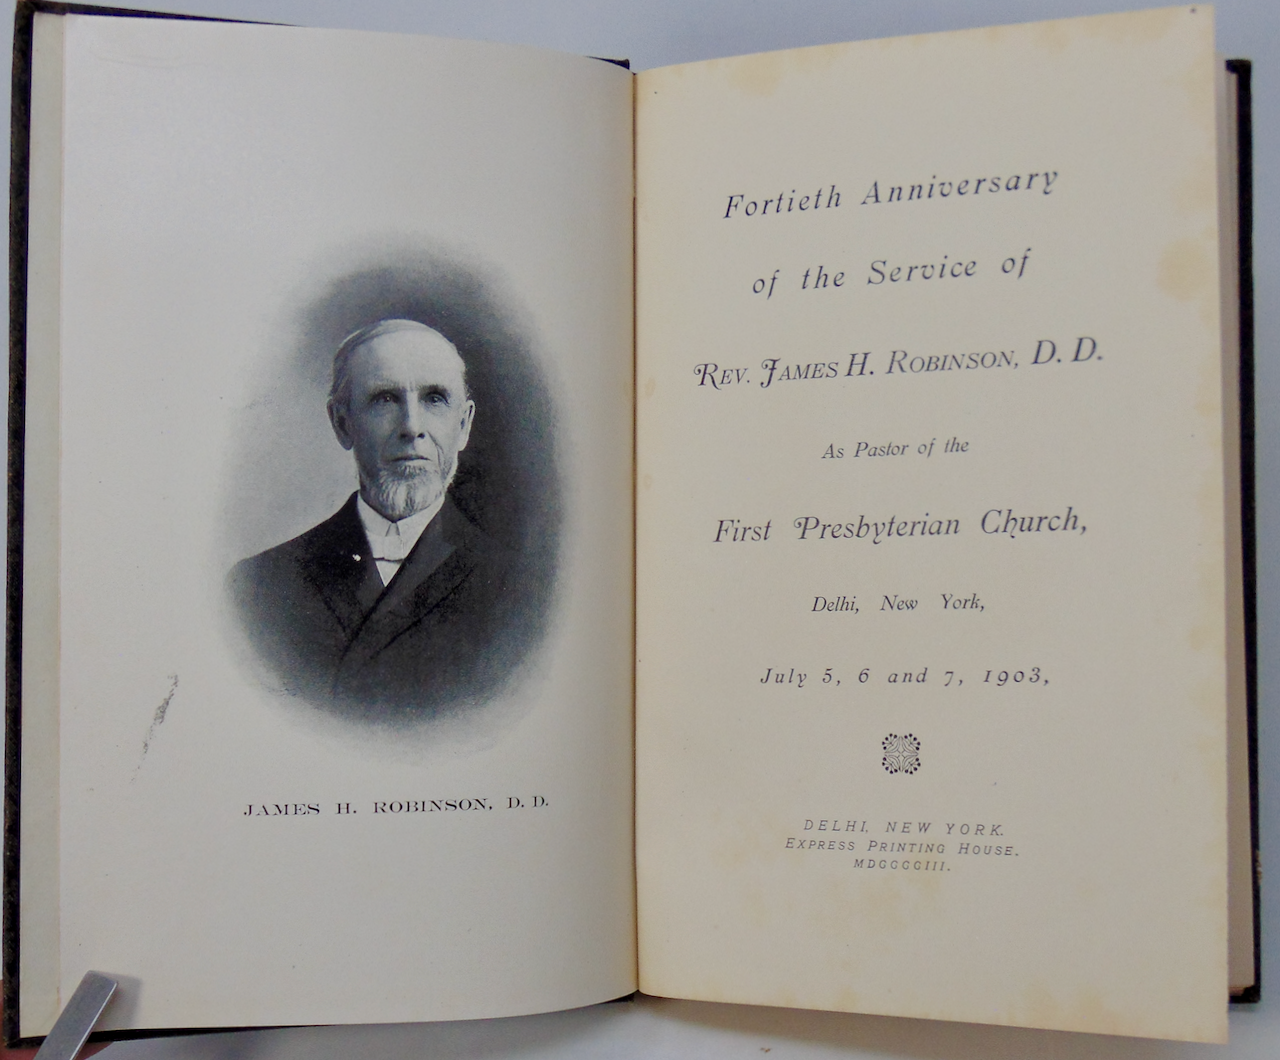 JAMES H. ROBINSON, D. D.
Fortieth Anniversary
of the Service of
REV. JAMES H. ROBINSON, D. D.
As Pastor of the
First Presbyterian Church,
Delhi, New York,
July 5, 6 and 7, 1903,
DELHI, NEW YORK.
EXPRESS PRINTING HOUSE.
MDCCCCIII.